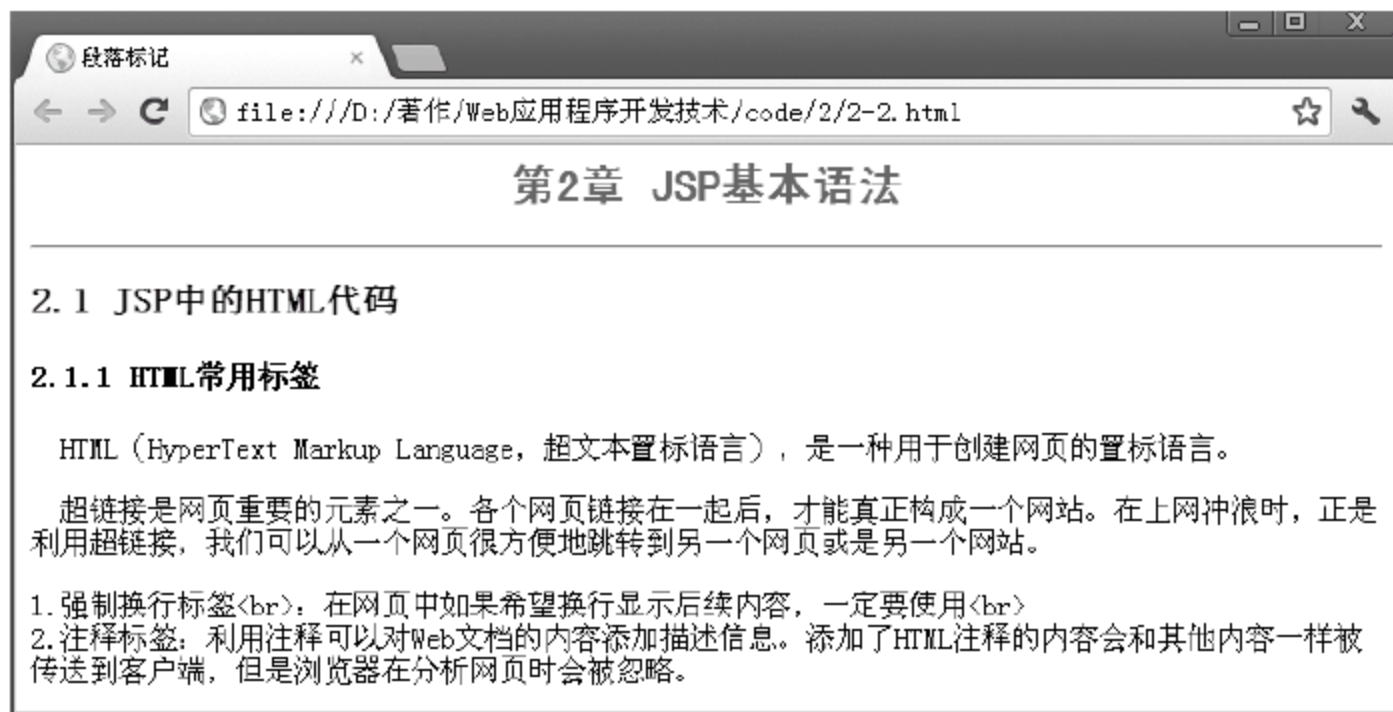 段落标记
file:///D:/著作/Web应用程序开发技术/code/2/2-2.html
第2章 JSP基本语法
2.1 JSP中的HTML代码
2.1.1 HTML常用标签
HTML（HyperText Markup Language，超文本置标语言），是一种用于创建网页的置标语言。
超链接是网页重要的元素之一。各个网页链接在一起后，才能真正构成一个网站。在上网冲浪时，正是
利用超链接，我们可以从一个网页很方便地跳转到另一个网页或是另一个网站。
1.强制换行标签<br>：在网页中如果希望换行显示后续内容，一定要使用<br>
2.注释标签：利用注释可以对Web文档的内容添加描述信息。添加了HTML注释的内容会和其他内容一样被
传送到客户端，但是浏览器在分析网页时会被忽略。